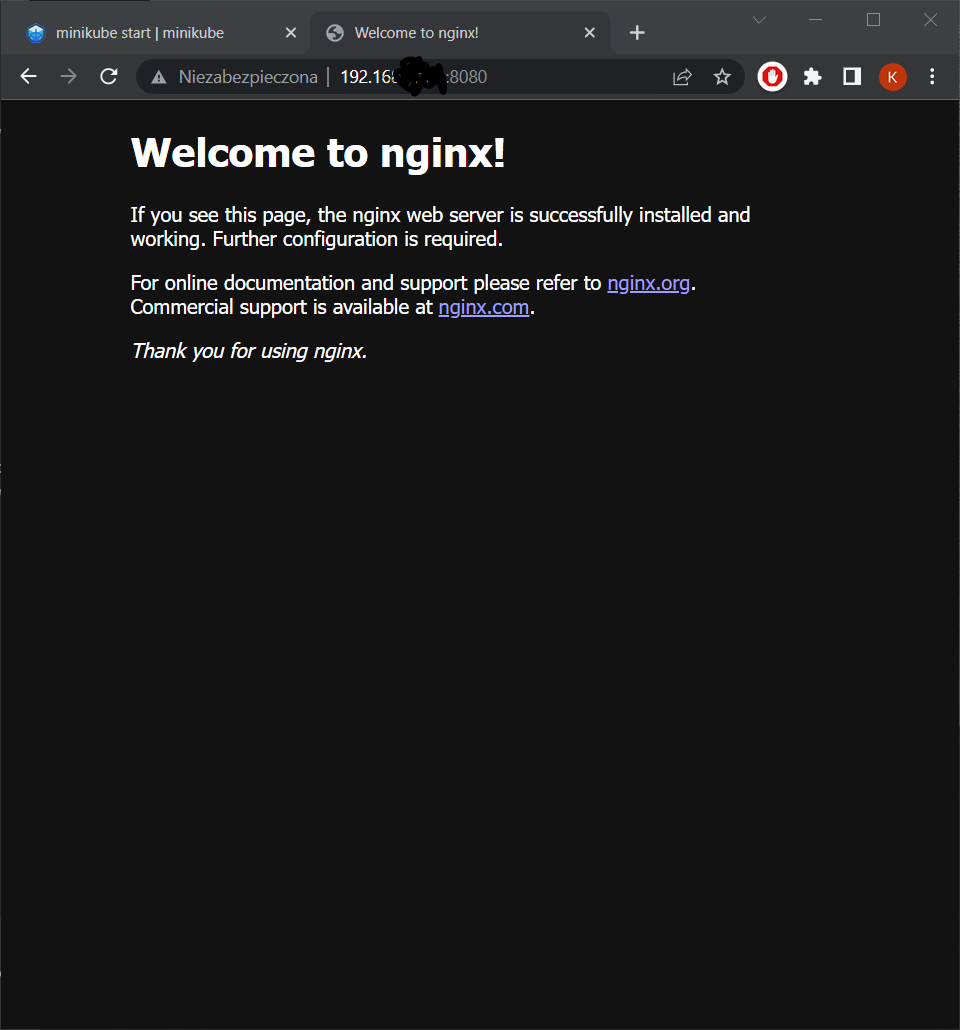 minikube start | minikube
Welcome to nginx!
Niezabezpieczona | 192.16 :8080
K
Welcome to nginx!
If you see this page, the nginx web server is successfully installed and
working. Further configuration is required.
For online documentation and support please refer to nginx.org.
Commercial support is available at nginx.com.
Thank you for using nginx.